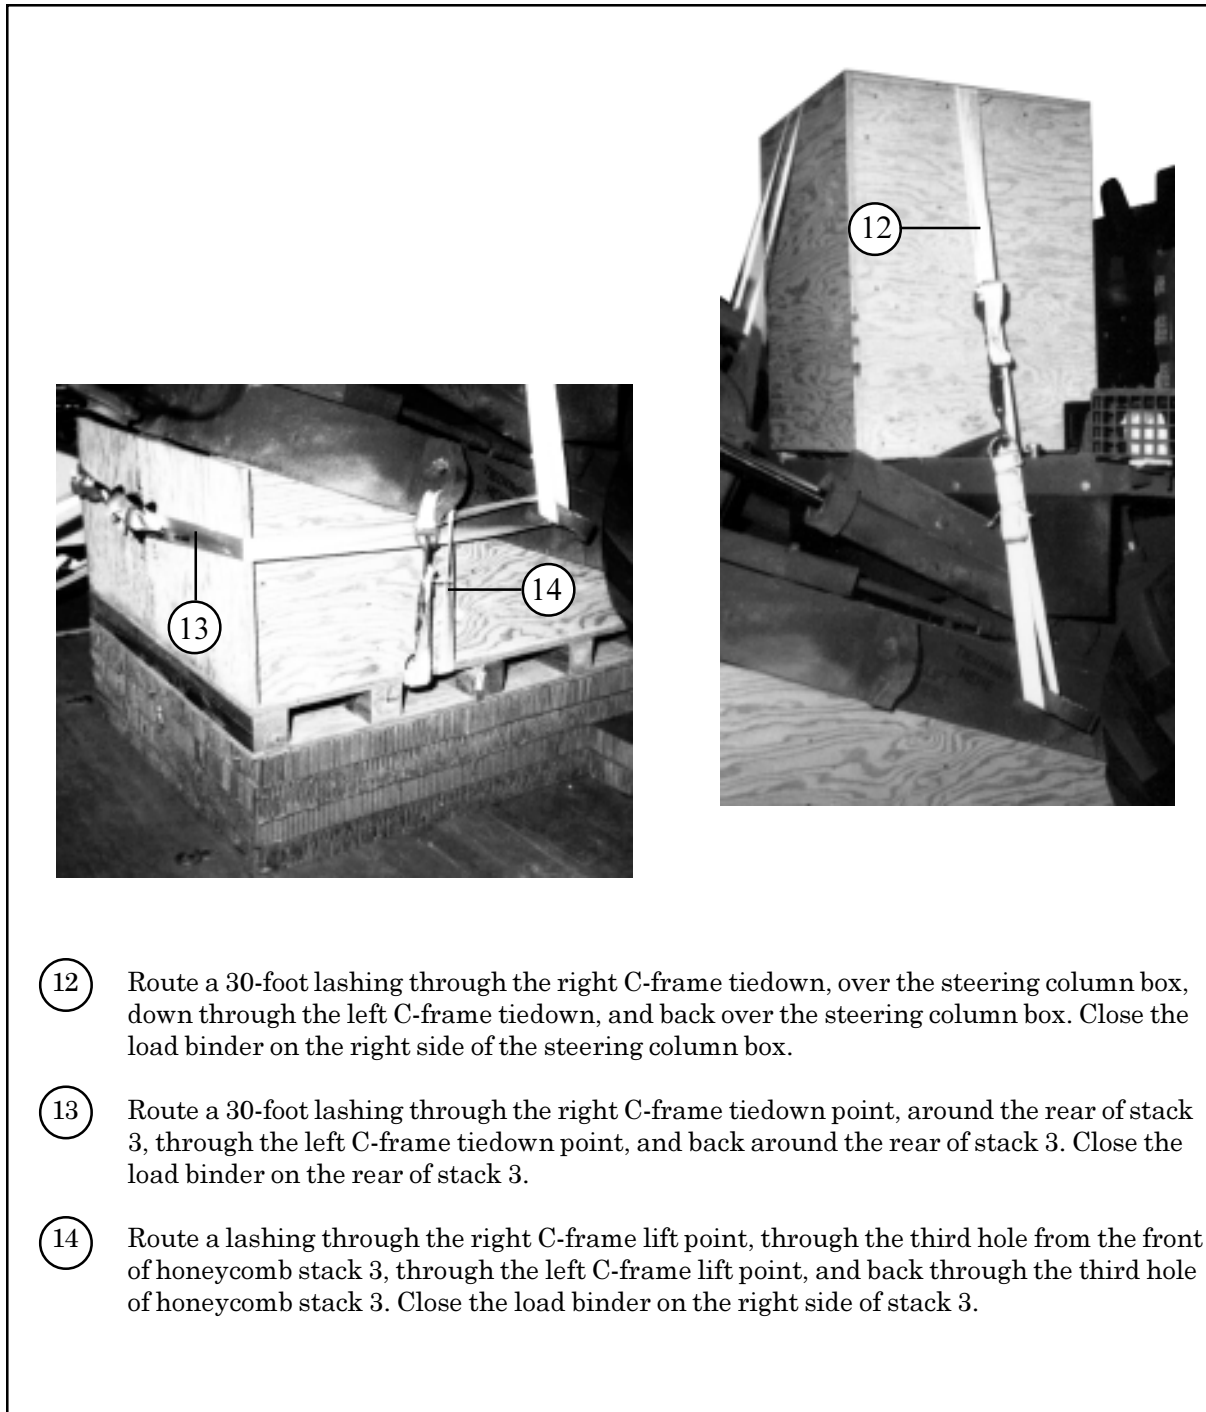 12
13
14
12 Route a 30-foot lashing through the right C-frame tiedown, over the steering column box,
down through the left C-frame tiedown, and back over the steering column box. Close the
load binder on the right side of the steering column box.
13 Route a 30-foot lashing through the right C-frame tiedown point, around the rear of stack
3, through the left C-frame tiedown point, and back around the rear of stack 3. Close the
load binder on the rear of stack 3.
14 Route a lashing through the right C-frame lift point, through the third hole from the front
of honeycomb stack 3, through the left C-frame lift point, and back through the third hole
of honeycomb stack 3. Close the load binder on the right side of stack 3.